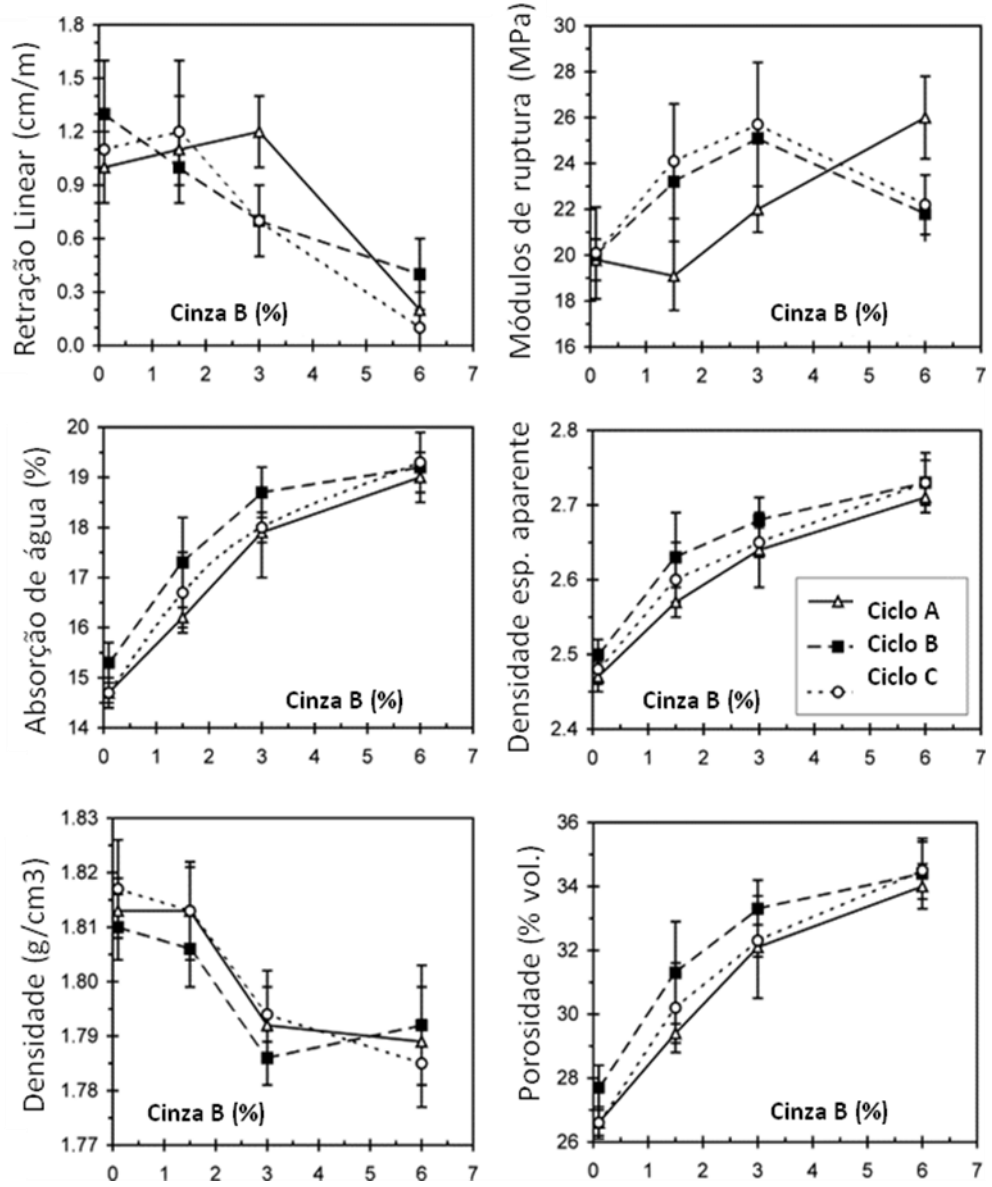 Retração Linear (cm/m)
1.8
1.5
1.2
0.9
0.6
0.3
0.0
Cinza B (%)
0 1 2 3 4 5 6 7
Módulos de ruptura (MPa)
30
28
26
24
22
20
18
16
Cinza B (%)
0 1 2 3 4 5 6 7
Absorção de água (%)
20
19
18
17
16
15
14
Cinza B (%)
0 1 2 3 4 5 6 7
Densidade esp. aparente
2.8
2.7
2.6
2.5
2.4
Ciclo A
Ciclo B
Ciclo C
Cinza B (%)
0 1 2 3 4 5 6 7
Densidade (g/cm3)
1.83
1.82
1.81
1.80
1.79
1.78
1.77
Cinza B (%)
0 1 2 3 4 5 6 7
Porosidade (% vol.)
36
34
32
30
28
26
Cinza B (%)
0 1 2 3 4 5 6 7